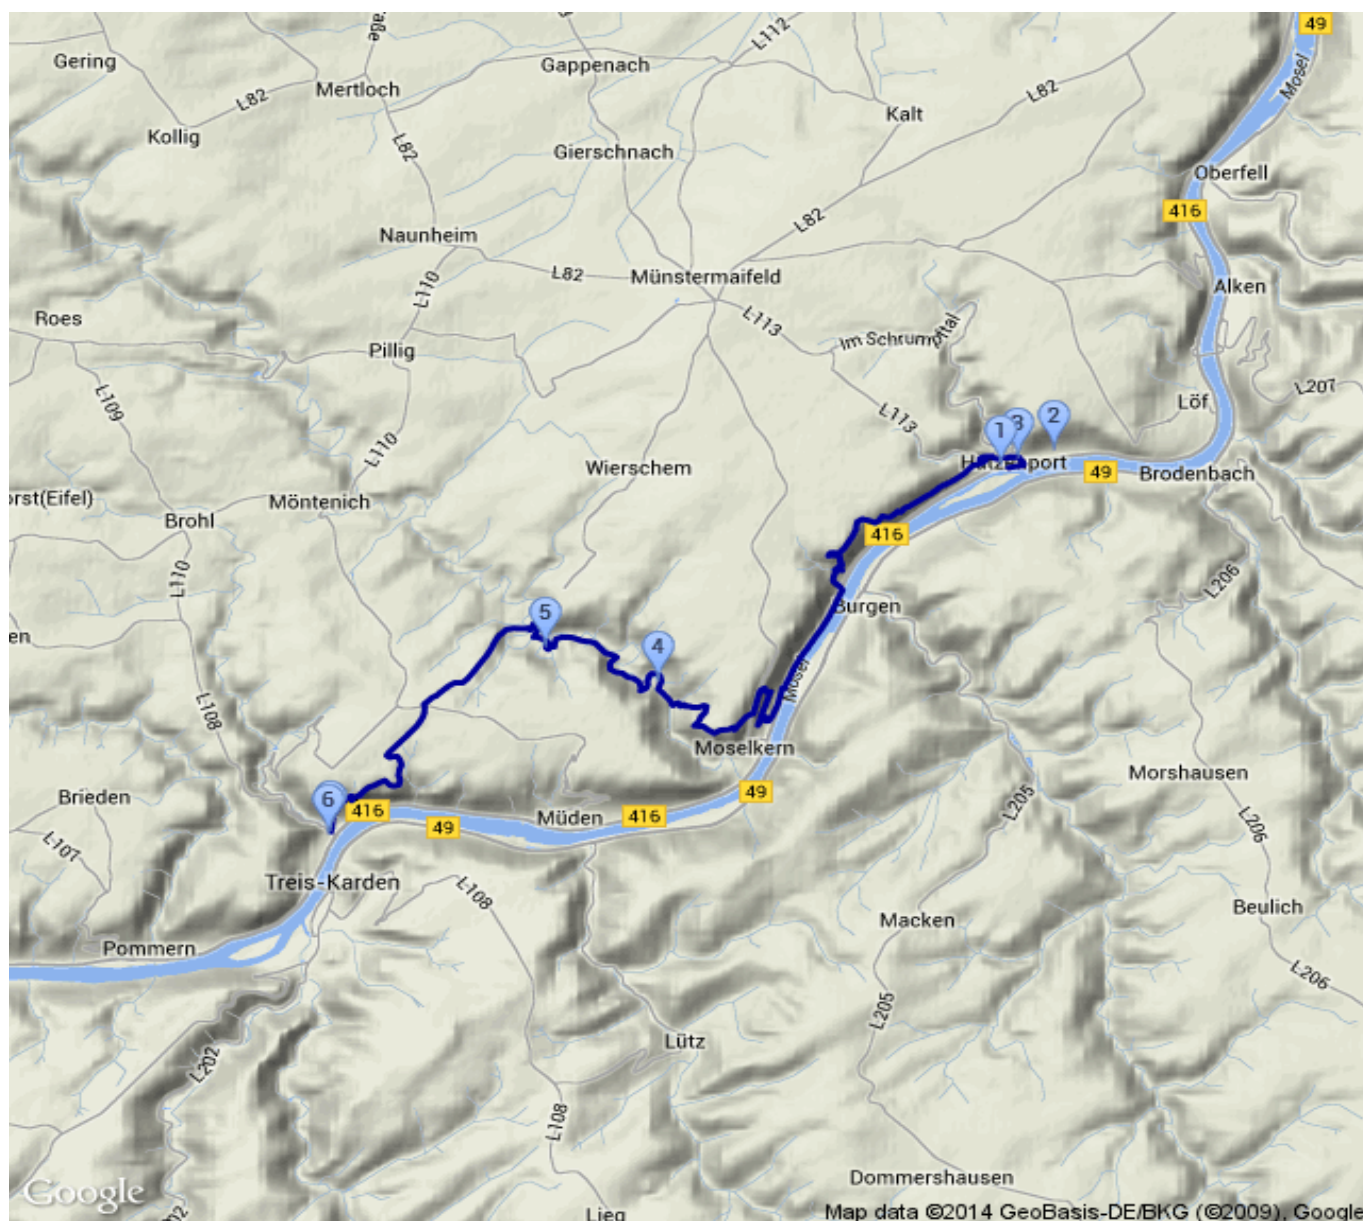 49
L112
Gering
Gappenach
Mosel
Mertloch
L82
L82
Kollig
Kalt
L82
Gierschnach
Oberfell
416
L82
Naunheim
L82
Münstermaifeld
L110
Alken
Roes
L113
Im Schrumpftal
Pillig
L109
L207
Löf
L113
1
3
2
L110
Hatzenport
Wierschem
49
Brodenbach
orst(Eifel)
Möntenich
Brohl
416
L110
L206
Burgen
5
en
4
Mosel
L108
Moselkern
Morshausen
Brieden
6
416
49
Müden
416
49
L205
L206
L107
Treis-Karden
L108
Beulich
Macken
Pommern
L206
L205
L202
Lütz
L108
Dommershausen
Google
02
Lieg
Map data ©2014 GeoBasis-DE/BKG (©2009), Google